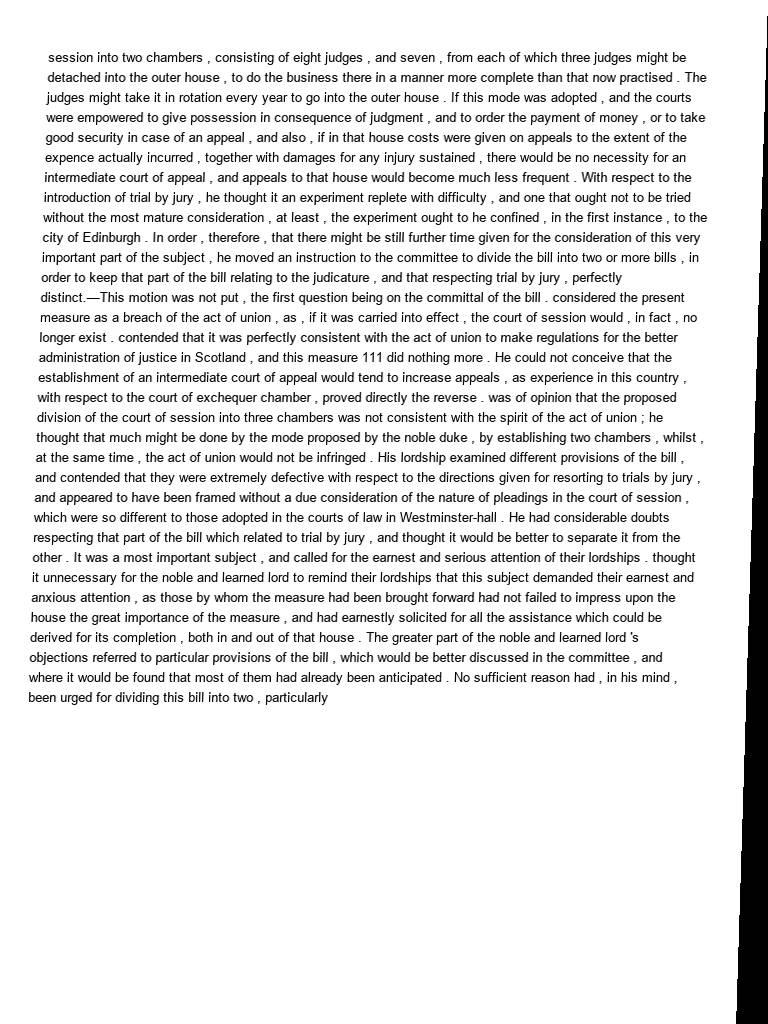 session into two chambers , consisting of eight judges , and seven , from each of which three judges might be
detached into the outer house , to do the business there in a manner more complete than that now practised . The
judges might take it in rotation every year to go into the outer house . If this mode was adopted , and the courts
were empowered to give possession in consequence of judgment , and to order the payment of money , or to take
good security in case of an appeal , and also , if in that house costs were given on appeals to the extent of the
expence actually incurred , together with damages for any injury sustained , there would be no necessity for an
intermediate court of appeal , and appeals to that house would become much less frequent . With respect to the
introduction of trial by jury , he thought it an experiment replete with difficulty , and one that ought not to be tried
without the most mature consideration , at least , the experiment ought to he confined , in the first instance , to the
city of Edinburgh . In order , therefore , that there might be still further time given for the consideration of this very
important part of the subject , he moved an instruction to the committee to divide the bill into two or more bills , in
order to keep that part of the bill relating to the judicature , and that respecting trial by jury , perfectly
distinct.—This motion was not put , the first question being on the committal of the bill . considered the present
measure as a breach of the act of union , as , if it was carried into effect , the court of session would , in fact , no
longer exist . contended that it was perfectly consistent with the act of union to make regulations for the better
administration of justice in Scotland , and this measure 111 did nothing more . He could not conceive that the
establishment of an intermediate court of appeal would tend to increase appeals , as experience in this country ,
with respect to the court of exchequer chamber , proved directly the reverse . was of opinion that the proposed
division of the court of session into three chambers was not consistent with the spirit of the act of union ; he
thought that much might be done by the mode proposed by the noble duke , by establishing two chambers , whilst ,
at the same time , the act of union would not be infringed . His lordship examined different provisions of the bill ,
and contended that they were extremely defective with respect to the directions given for resorting to trials by jury ,
and appeared to have been framed without a due consideration of the nature of pleadings in the court of session ,
which were so different to those adopted in the courts of law in Westminster-hall . He had considerable doubts
respecting that part of the bill which related to trial by jury , and thought it would be better to separate it from the
other . It was a most important subject , and called for the earnest and serious attention of their lordships . thought
it unnecessary for the noble and learned lord to remind their lordships that this subject demanded their earnest and
anxious attention , as those by whom the measure had been brought forward had not failed to impress upon the
house the great importance of the measure , and had earnestly solicited for all the assistance which could be
derived for its completion , both in and out of that house . The greater part of the noble and learned lord 's
objections referred to particular provisions of the bill , which would be better discussed in the committee , and
where it would be found that most of them had already been anticipated . No sufficient reason had , in his mind ,
been urged for dividing this bill into two , particularly